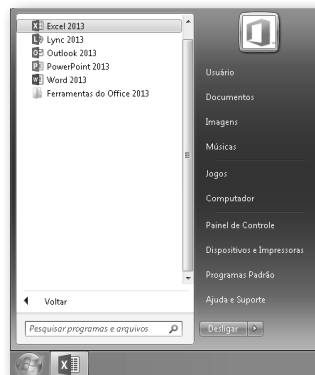 Excel 2013
Lync 2013
Outlook 2013
PowerPoint 2013
Word 2013
Ferramentas do Office 2013
Voltar
Pesquisar programas e arquivos
Usuário
Documentos
Imagens
Músicas
Jogos
Computador
Painel de Controle
Dispositivos e Impressoras
Programas Padrão
Ajuda e Suporte
Desligar